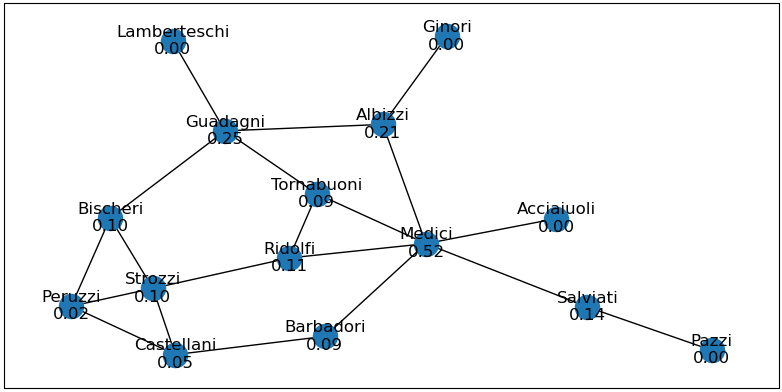 Lamberteschi
0.00
Ginori
0.00
Guadagni
0.25
Albizzi
0.21
Tornabuoni
0.09
Bischeri
0.10
Acciaiuoli
0.00
Medici
0.52
Ridolfi
0.11
Strozzi
0.10
Peruzzi
0.02
Salviati
0.14
Barbadori
0.09
Castellani
0.05
Pazzi
0.00